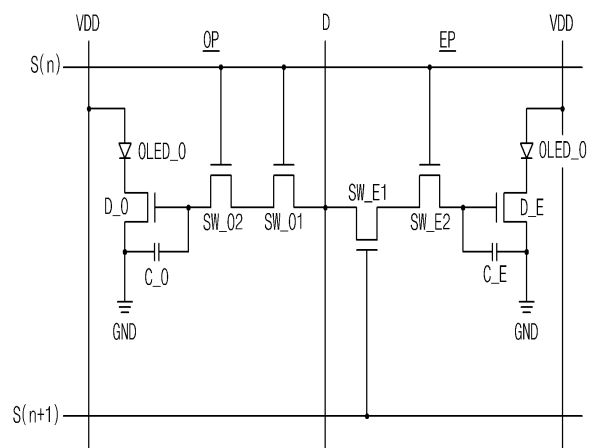 VDD OP D EP VDD
S(n)
OLED_O OLED_O
D_O SW_O2 SW_O1 SW_E1 SW_E2 D_E
C_O C_E
GND GND
S(n+1)